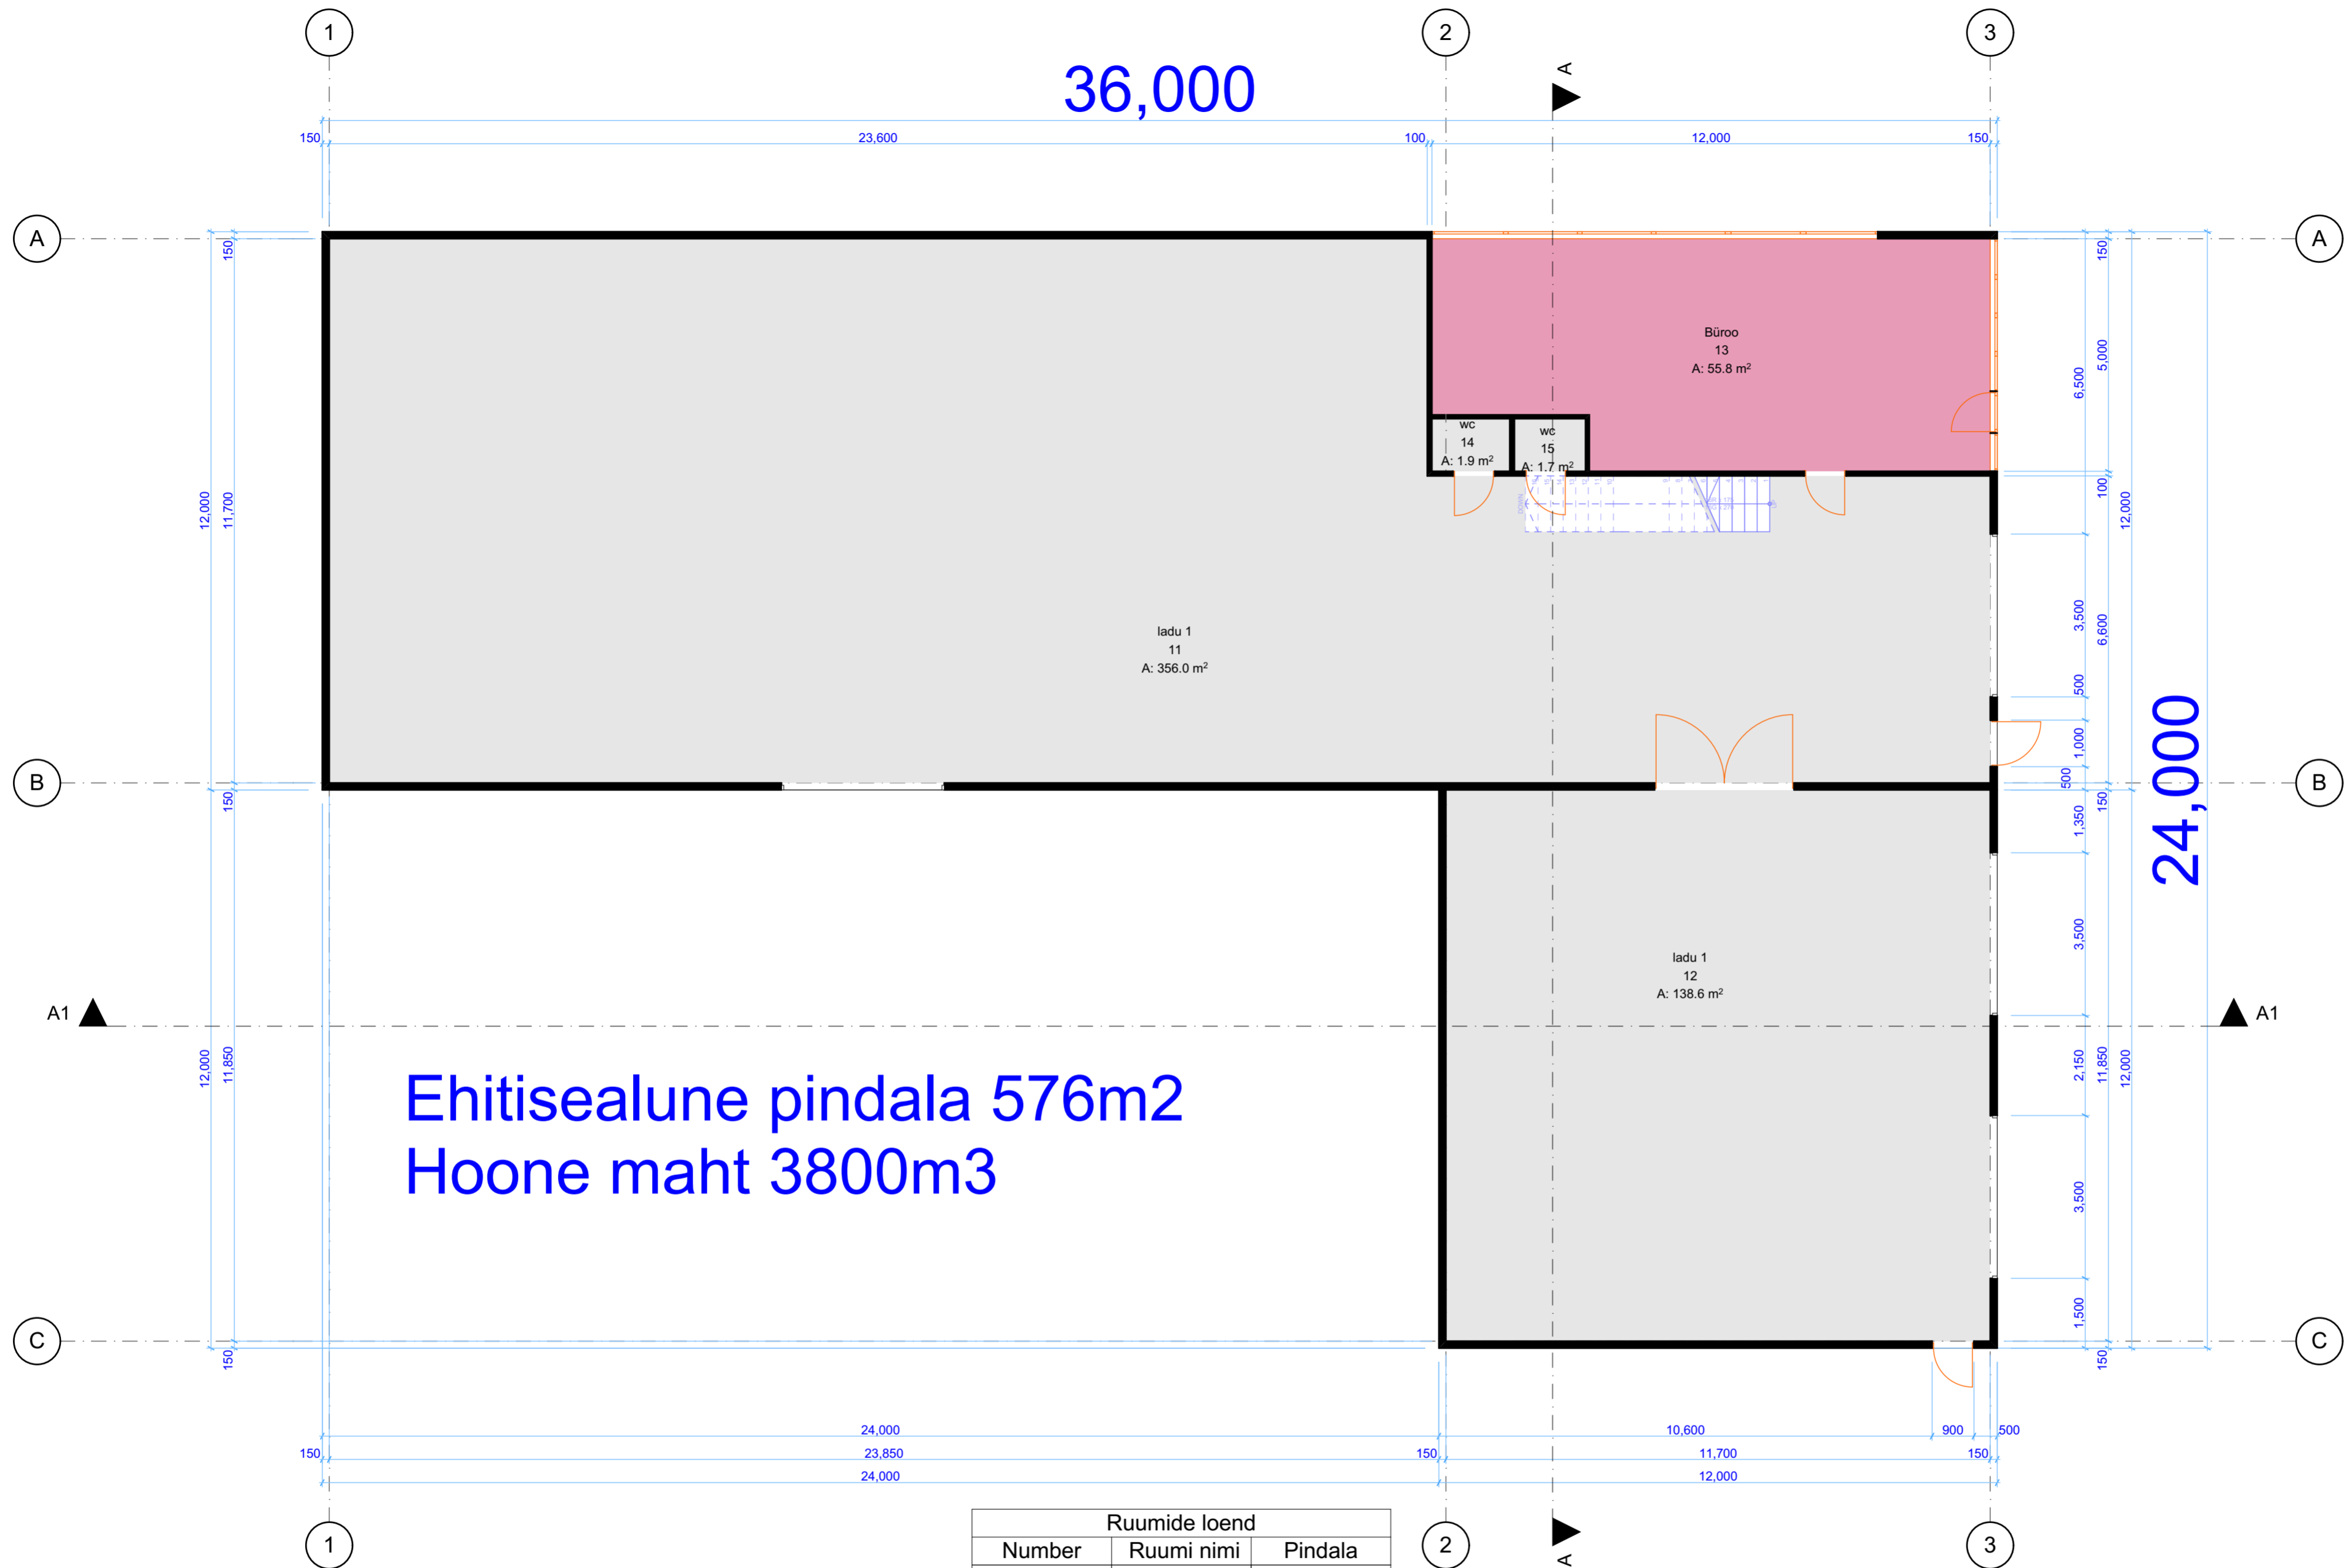 1
2
3
A
36,000
150
23,600
100
12,000
150
A
A
150
150
Büroo
13
A: 55.8 m²
5,000
6,500
wc
14
A: 1.9 m²
wc
15
A: 1.7 m²
DOWN
100
12,000
11,700
12,000
3,500
6,600
ladu 1
11
A: 356.0 m²
500
1,000
500
24,000
B
B
150
150
1,350
3,500
ladu 1
12
A: 138.6 m²
A1
A1
12,000
11,850
2,150
11,850
12,000
Ehitisealune pindala 576m2
Hoone maht 3800m3
3,500
1,500
C
C
150
150
24,000
10,600
900
500
150
23,850
150
11,700
150
24,000
12,000
Ruumide loend
Number
Ruumi nimi
Pindala
1
2
A
3